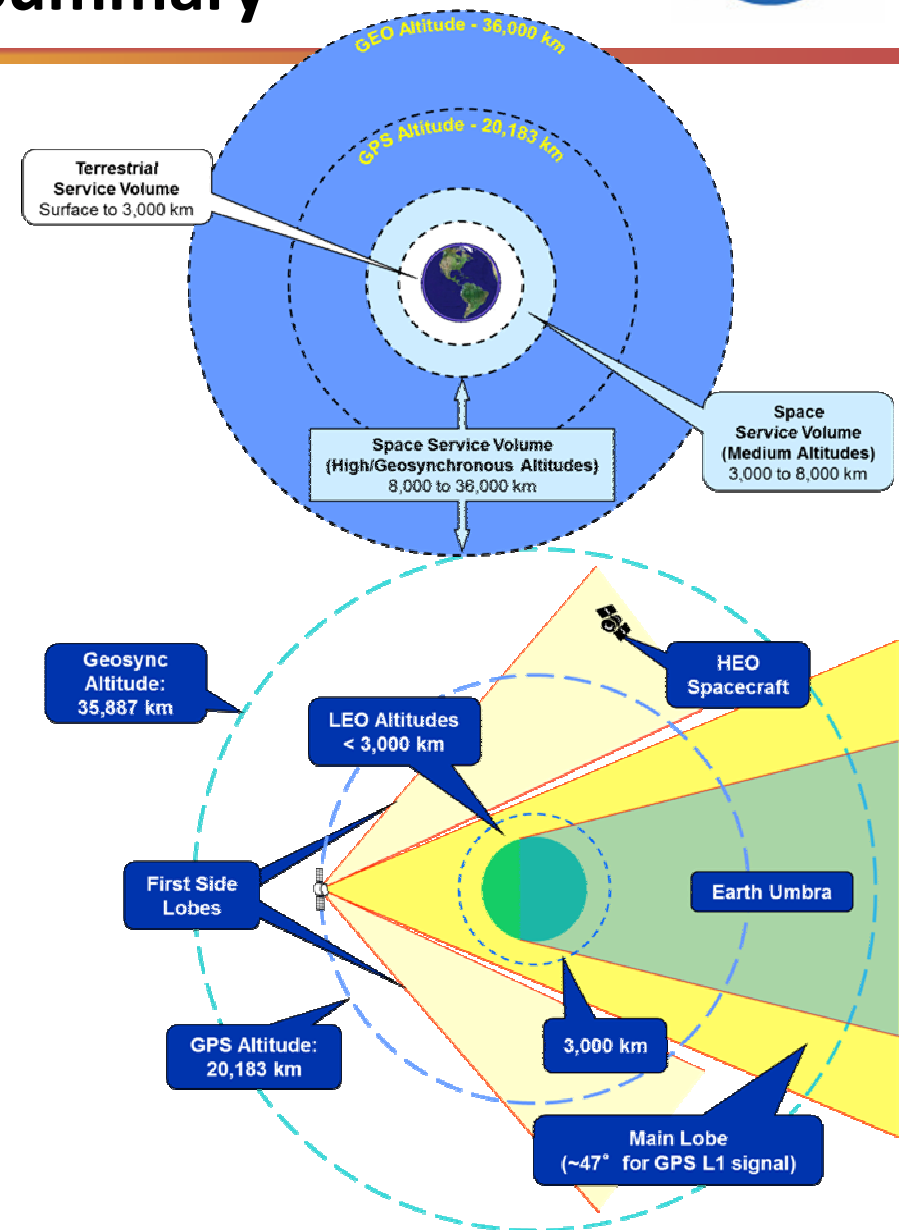 Summary
GEO Altitude - 36,000 km
GPS Altitude - 20,183 km
Terrestrial
Service Volume
Surface to 3,000 km
Space
Service Volume
(Medium Altitudes)
3,000 to 8,000 km
Space Service Volume
(High/Geosynchronous Altitudes)
8,000 to 36,000 km
Geosync
Altitude:
35,887 km
HEO
Spacecraft
LEO Altitudes
< 3,000 km
First Side
Lobes
Earth Umbra
GPS Altitude:
20,183 km
3,000 km
Main Lobe
(~47° for GPS L1 signal)